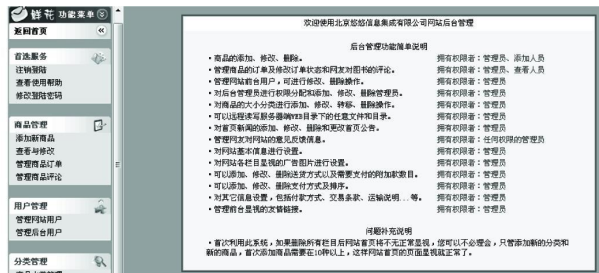 鲜花 功能菜单
返回首页
首选服务
注销登陆
查看使用帮助
修改登陆密码
商品管理
添加新商品
查看与修改
管理商品订单
管理商品评论
用户管理
管理网站用户
管理后台用户
分类管理
欢迎使用北京悠悠信息集成有限公司网站后台管理
后台管理功能简单说明
·商品的添加、修改、删除。 拥有权限者：管理员、添加人员
·管理商品的订单及修改订单状态和网友对图书的评论。 拥有权限者：管理员、查看人员
·管理网站前台用户，可进行修改、删除操作。 拥有权限者：管理员
·对后台管理员进行权限分配和添加、修改、删除管理员。 拥有权限者：管理员
·对商品的大小分类进行添加、修改、转移、删除操作。 拥有权限者：管理员
·可以远程读写服务器端WEB目录下的任意文件和目录。 拥有权限者：管理员
·对首页新闻的添加、修改、删除和更改首页公告。 拥有权限者：管理员
·管理网友对网站的意见反馈信息。 拥有权限者：任何权限的管理员
·对网站基本信息进行设置。 拥有权限者：管理员
·对网站各栏目显视的广告图片进行设置。 拥有权限者：管理员
·可以添加、修改、删除送货方式以及需要支付的附加款数目。 拥有权限者：管理员
·可以添加、修改、删除支付方式及排序。 拥有权限者：管理员
·对其它信息设置，包括付款方式、交易条款、运输说明...等。 拥有权限者：管理员
·管理前台显视的友情链接。 拥有权限者：管理员
问题补充说明
·首次利用此系统，如果删除所有栏目后网站首页将不无正常显视，您可以不必理会，只管添加新的分类和
新的商品，首次添加商品需要在10种以上，这样网站首页的页面显视就正常了。